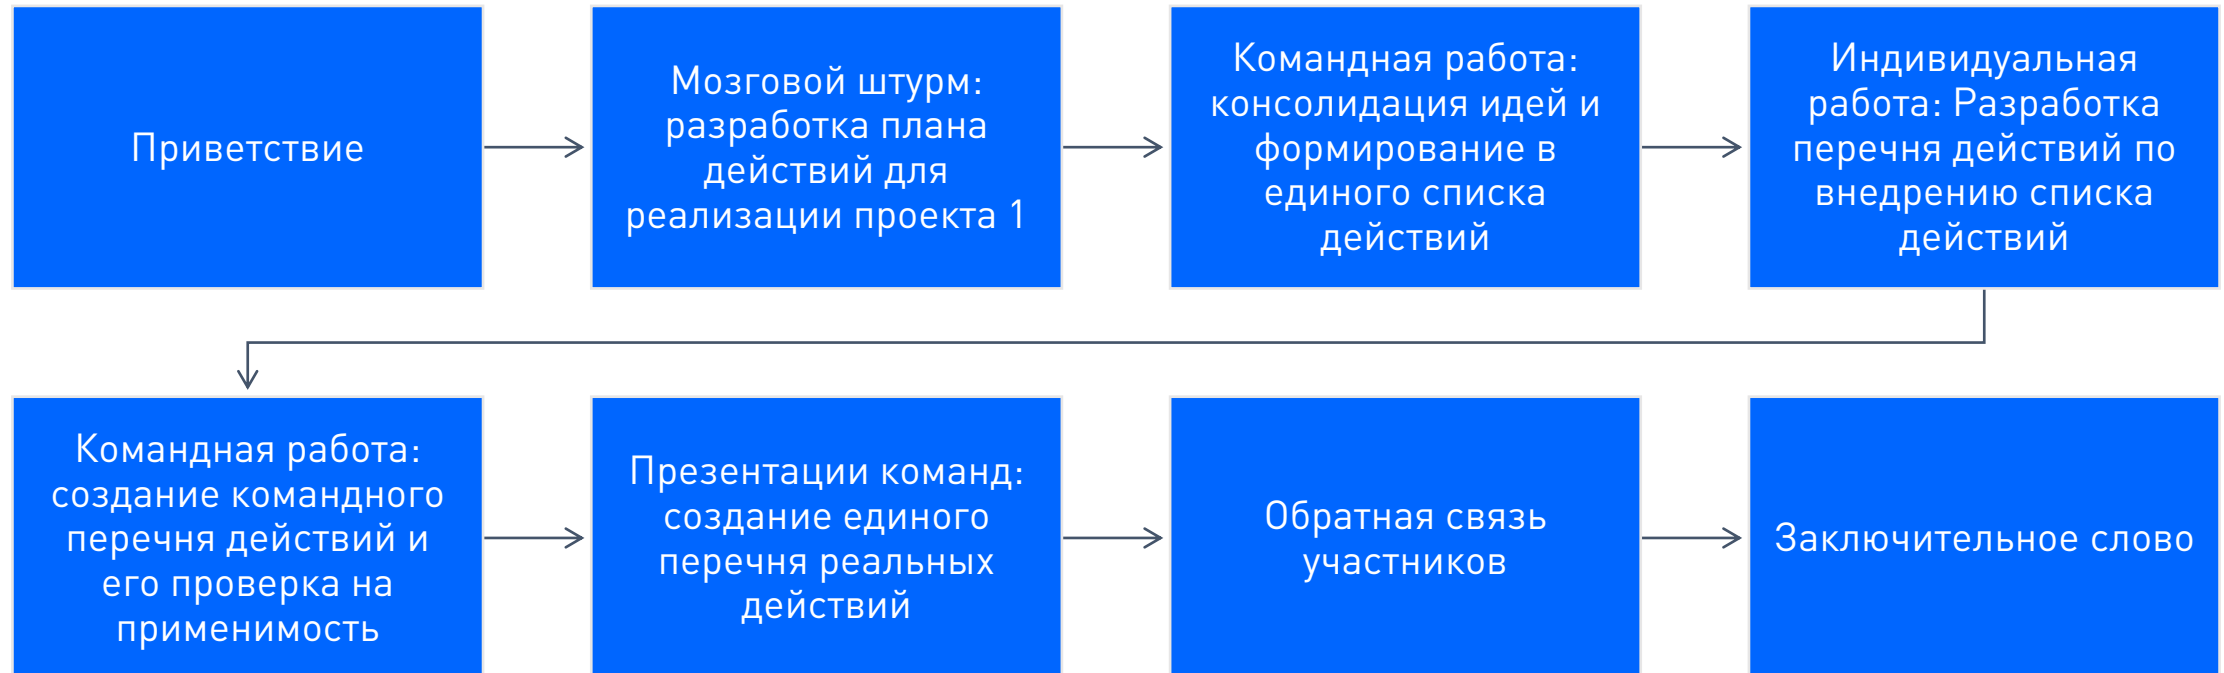 Приветствие
Мозговой штурм:
разработка плана
действий для
реализации проекта 1
Командная работа:
консолидация идей и
формирование в
единого списка
действий
Индивидуальная
работа: Разработка
перечня действий по
внедрению списка
действий
Командная работа:
создание командного
перечня действий и
его проверка на
применимость
Презентации команд:
создание единого
перечня реальных
действий
Обратная связь
участников
Заключительное слово